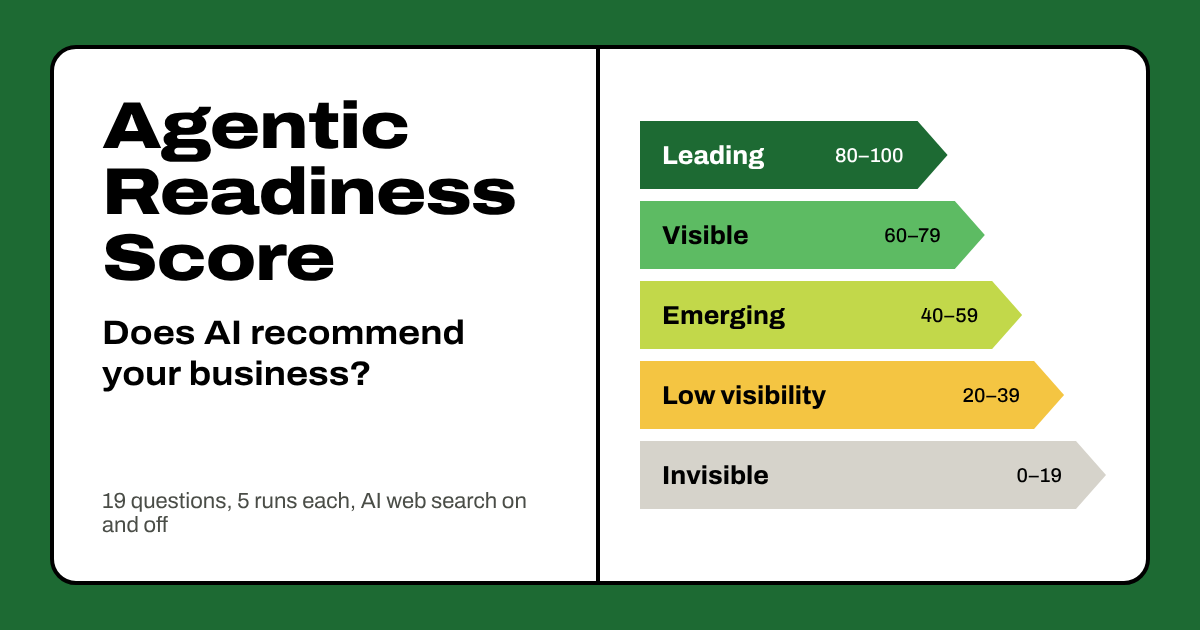 Agentic
Readiness
Score
Does AI recommend
your business?
19 questions, 5 runs each, AI web search on
and off
Leading 80–100
Visible 60–79
Emerging 40–59
Low visibility 20–39
Invisible 0–19